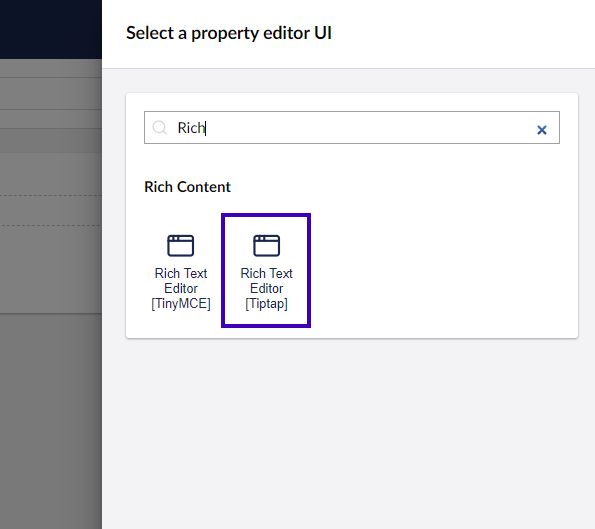 Select a property editor UI
Rich
Rich Content
Rich Text
Editor
[TinyMCE]
Rich Text
Editor
[Tiptap]